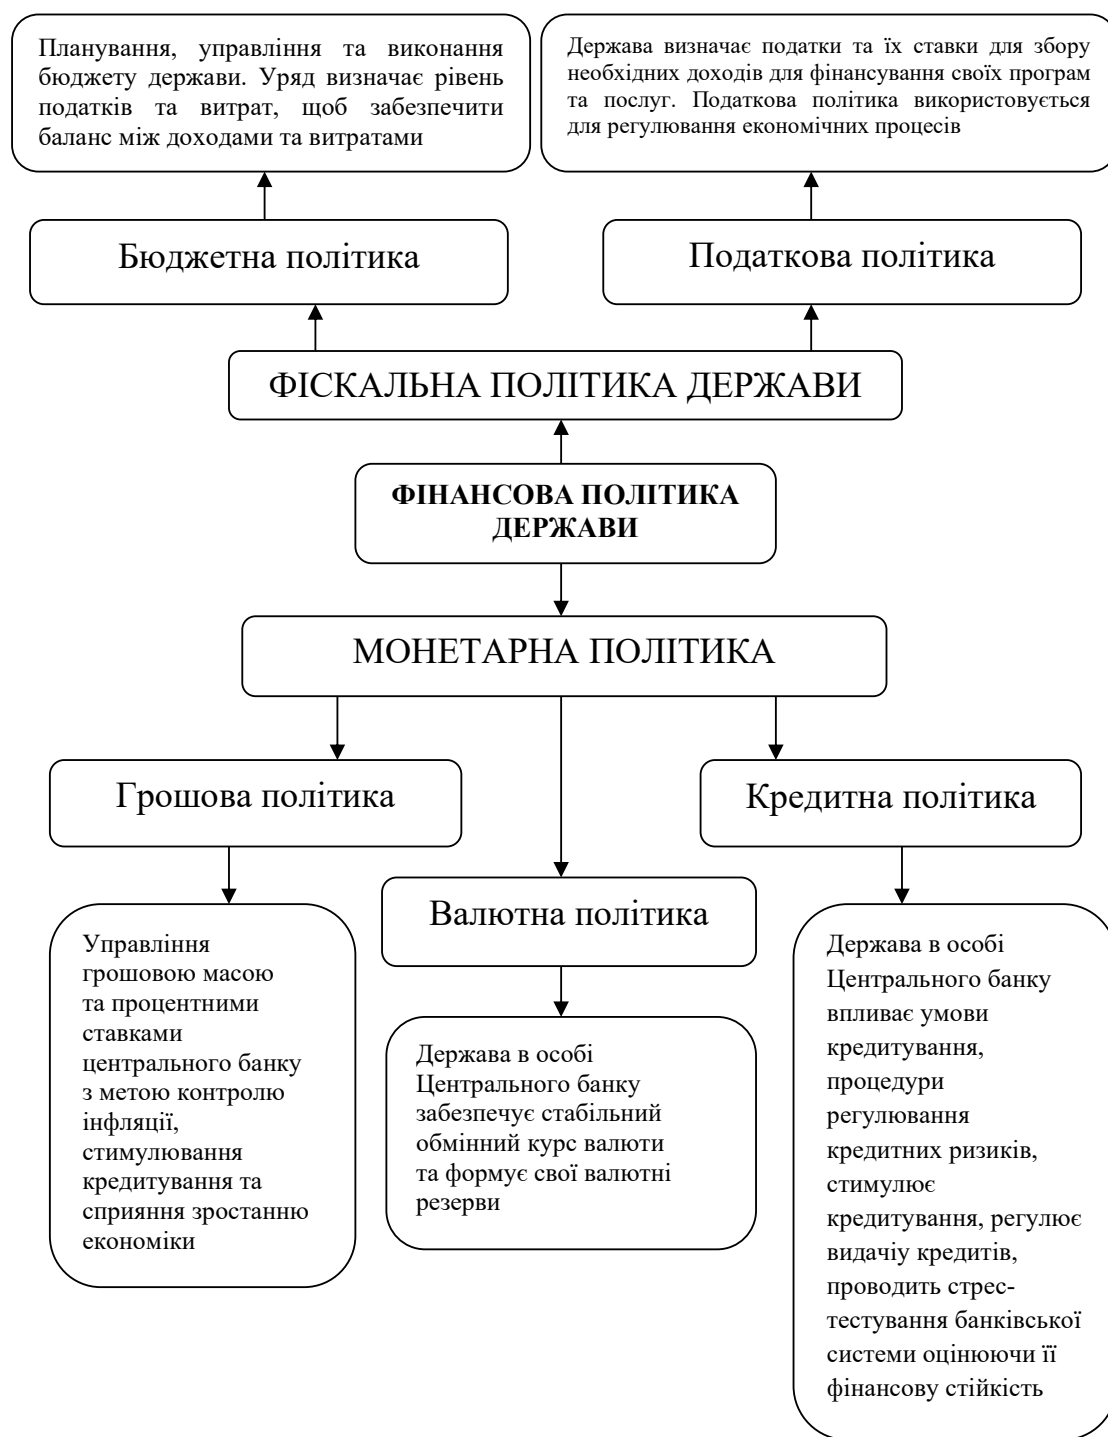 Планування, управління та виконання
бюджету держави. Уряд визначає рівень
податків та витрат, щоб забезпечити
баланс між доходами та витратами
Держава визначає податки та їх ставки для збору
необхідних доходів для фінансування своїх програм
та послуг. Податкова політика використовується
для регулювання економічних процесів
Бюджетна політика
Податкова політика
ФІСКАЛЬНА ПОЛІТИКА ДЕРЖАВИ
ФІНАНСОВА ПОЛІТИКА
ДЕРЖАВИ
МОНЕТАРНА ПОЛІТИКА
Грошова політика
Кредитна політика
Валютна політика
Управління
грошовою масою
та процентними
ставками
центрального банку
з метою контролю
інфляції,
стимулювання
кредитування та
сприяння зростанню
економіки
Держава в особі
Центрального банку
забезпечує стабільний
обмінний курс валюти
та формує свої валютні
резерви
Держава в особі
Центрального банку
впливає умови
кредитування,
процедури
регулювання
кредитних ризиків,
стимулює
кредитування, регулює
видачіу кредитів,
проводить стрес-
тестування банківської
системи оцінюючи її
фінансову стійкість